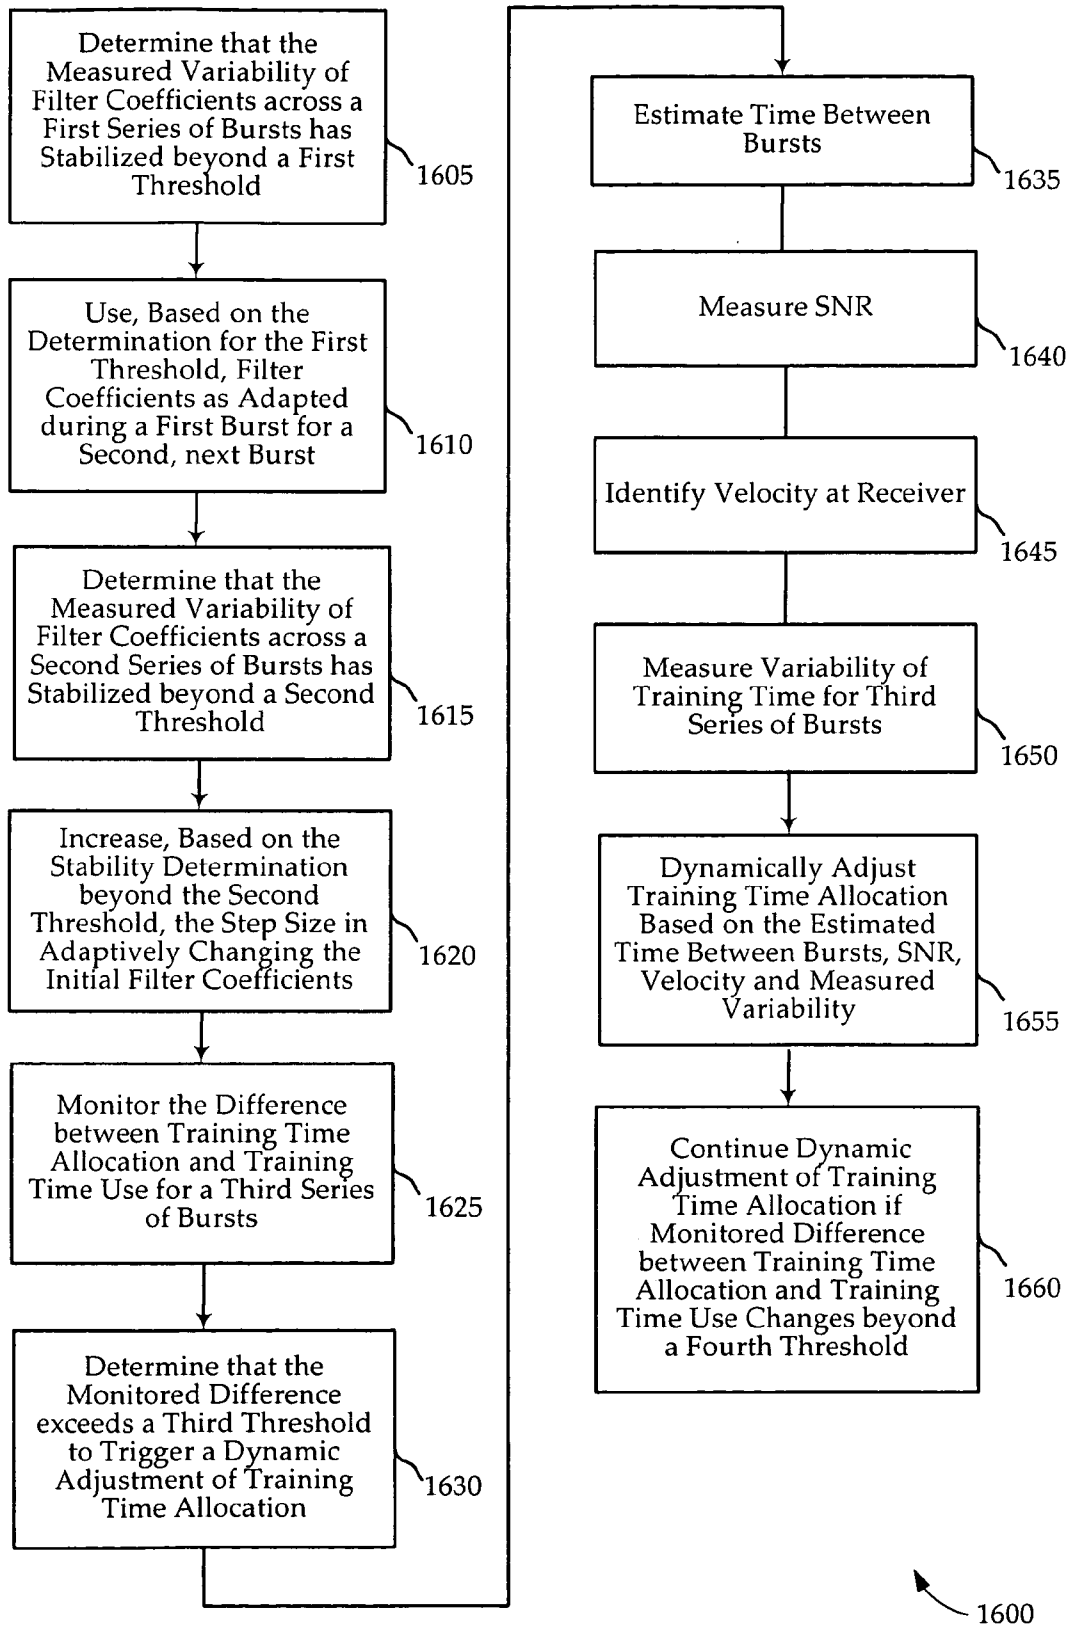 Determine that the
Measured Variability of
Filter Coefficients across a
First Series of Bursts has
Stabilized beyond a First
Threshold
1605
Use, Based on the
Determination for the First
Threshold, Filter
Coefficients as Adapted
during a First Burst for a
Second, next Burst
1610
Determine that the
Measured Variability of
Filter Coefficients across a
Second Series of Bursts has
Stabilized beyond a Second
Threshold
1615
Increase, Based on the
Stability Determination
beyond the Second
Threshold, the Step Size in
Adaptively Changing the
Initial Filter Coefficients
1620
Monitor the Difference
between Training Time
Allocation and Training
Time Use for a Third Series
of Bursts
1625
Determine that the
Monitored Difference
exceeds a Third Threshold
to Trigger a Dynamic
Adjustment of Training
Time Allocation
1630
Estimate Time Between
Bursts
1635
Measure SNR
1640
Identify Velocity at Receiver
1645
Measure Variability of
Training Time for Third
Series of Bursts
1650
Dynamically Adjust
Training Time Allocation
Based on the Estimated
Time Between Bursts, SNR,
Velocity and Measured
Variability
1655
Continue Dynamic
Adjustment of Training
Time Allocation if
Monitored Difference
between Training Time
Allocation and Training
Time Use Changes beyond
a Fourth Threshold
1660
1600